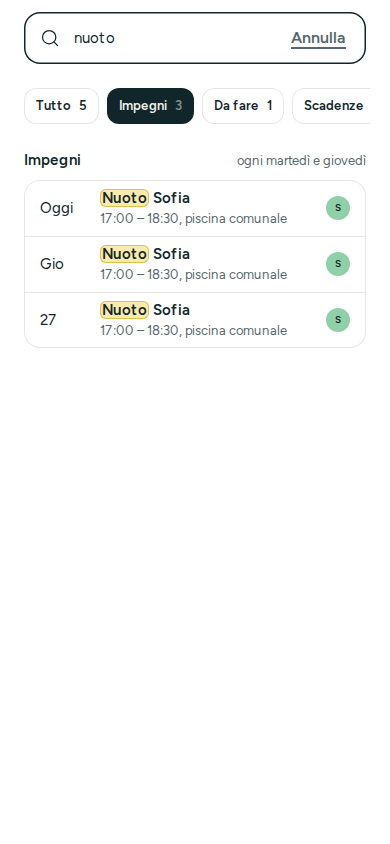 nuoto Annulla
Tutto 5 Impegni 3 Da fare 1 Scadenze
Impegni ogni martedì e giovedì
Oggi Nuoto Sofia S
17:00 – 18:30, piscina comunale
Gio Nuoto Sofia S
17:00 – 18:30, piscina comunale
27 Nuoto Sofia S
17:00 – 18:30, piscina comunale